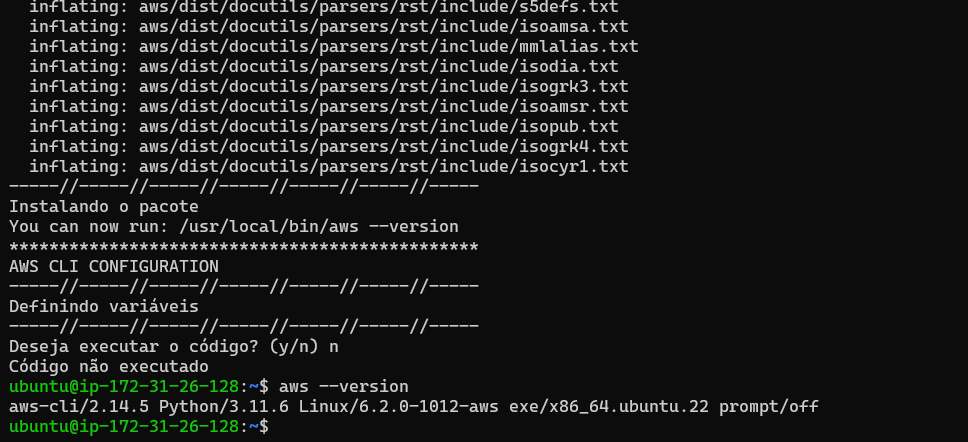 inflating: aws/dist/docutils/parsers/rst/include/s5defs.txt
inflating: aws/dist/docutils/parsers/rst/include/isoamsa.txt
inflating: aws/dist/docutils/parsers/rst/include/mmlalias.txt
inflating: aws/dist/docutils/parsers/rst/include/isodia.txt
inflating: aws/dist/docutils/parsers/rst/include/isogrk3.txt
inflating: aws/dist/docutils/parsers/rst/include/isoamsr.txt
inflating: aws/dist/docutils/parsers/rst/include/isopub.txt
inflating: aws/dist/docutils/parsers/rst/include/isogrk4.txt
inflating: aws/dist/docutils/parsers/rst/include/isocyr1.txt
-----//-----//-----//-----//-----//-----//-----
Instalando o pacote
You can now run: /usr/local/bin/aws --version
***********************************************
AWS CLI CONFIGURATION
-----//-----//-----//-----//-----//-----//-----
Definindo variáveis
-----//-----//-----//-----//-----//-----//-----
Deseja executar o código? (y/n) n
Código não executado
ubuntu@ip-172-31-26-128:~$ aws --version
aws-cli/2.14.5 Python/3.11.6 Linux/6.2.0-1012-aws exe/x86_64.ubuntu.22 prompt/off
ubuntu@ip-172-31-26-128:~$